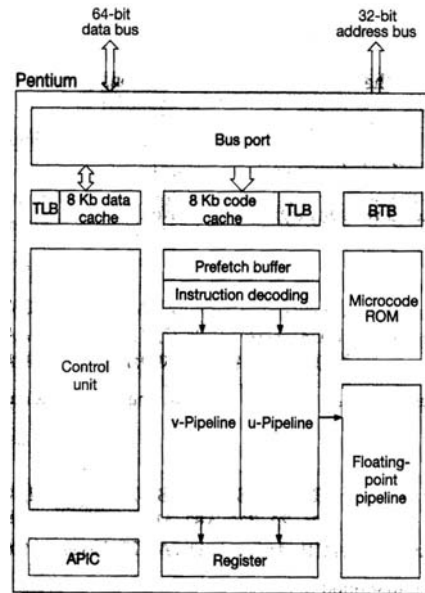 64-bit
data bus
32-bit
address bus
Pentium
Bus port
TLB
8 Kb data
cache
8 Kb code
cache
TLB
BTB
Prefetch buffer
Instruction decoding
Microcode
ROM
Control
unit
v-Pipeline
u-Pipeline
Floating-
point
pipeline
APIC
Register